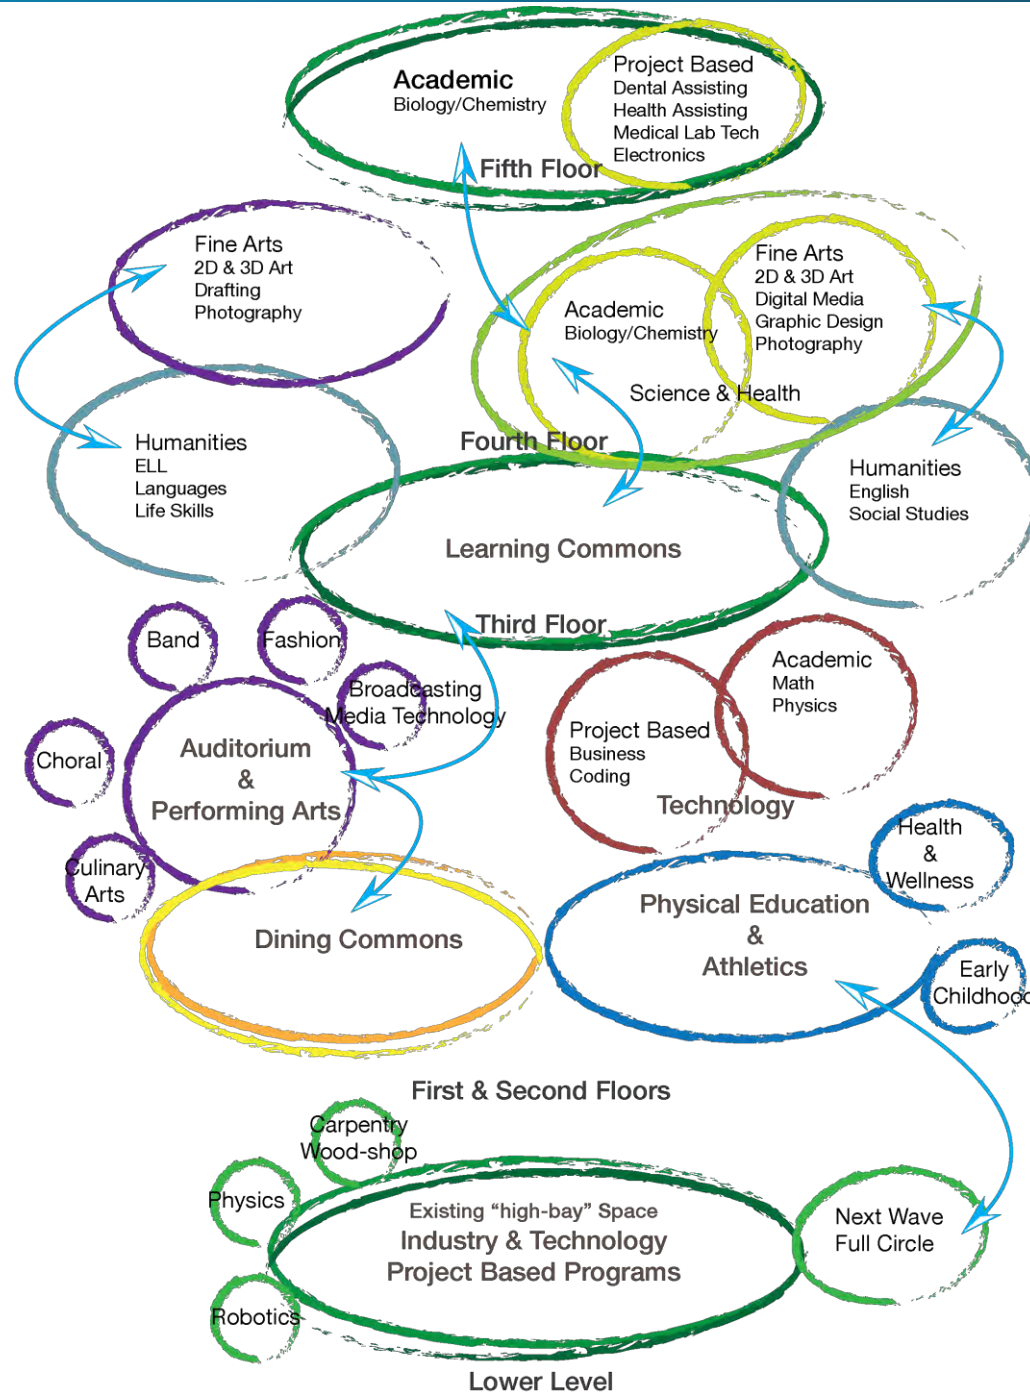 Academic
Biology/Chemistry
Project Based
Dental Assisting
Health Assisting
Medical Lab Tech
Electronics
Fifth Floor
Fine Arts
2D & 3D Art
Drafting
Photography
Academic
Biology/Chemistry
Fine Arts
2D & 3D Art
Digital Media
Graphic Design
Photography
Science & Health
Fourth Floor
Humanities
ELL
Languages
Life Skills
Humanities
English
Social Studies
Learning Commons
Third Floor
Band
Fashion
Broadcasting
Media Technology
Choral
Auditorium
&
Performing Arts
Culinary
Arts
Academic
Math
Physics
Project Based
Business
Coding
Technology
Health
&
Wellness
Dining Commons
Physical Education
&
Athletics
Early
Childhood
First & Second Floors
Carpentry
Wood-shop
Physics
Robotics
Existing “high-bay” Space
Industry & Technology
Project Based Programs
Next Wave
Full Circle
Lower Level